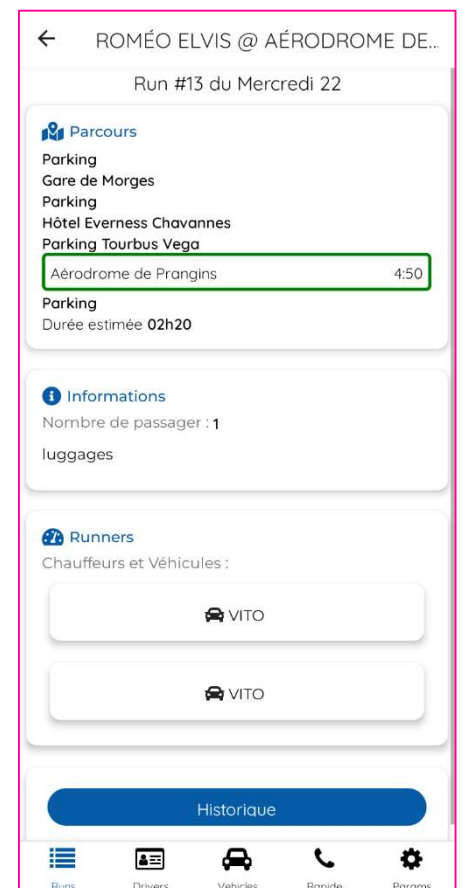 ROMÉO ELVIS @ AÉRODROME DE...
Run #13 du Mercredi 22
Parcours
Parking
Gare de Morges
Parking
Hôtel Everness Chavannes
Parking Tourbus Vega
Aérodrome de Prangins 4:50
Parking
Durée estimée 02h20
Informations
Nombre de passager : 1
luggages
Runners
Chauffeurs et Véhicules :
VITO
VITO
Historique
Runs Drivers Vehicles Rapide Params